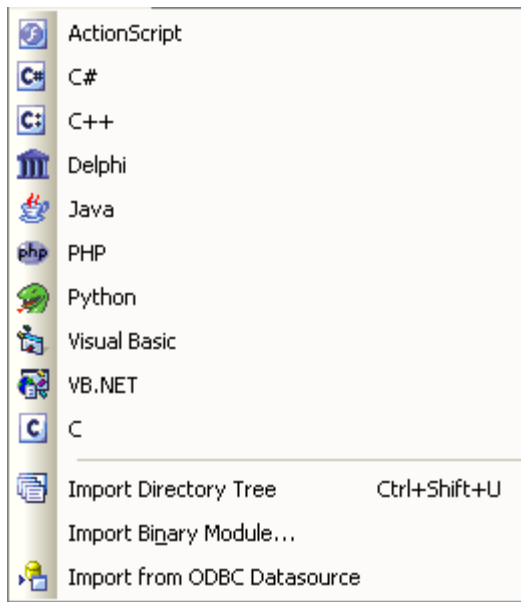 ActionScript
C# C#
C++
Delphi
Java
php PHP
Python
Visual Basic
VB.NET
C C
Import Directory Tree Ctrl+Shift+U
Import Binary Module...
Import from ODBC Datasource